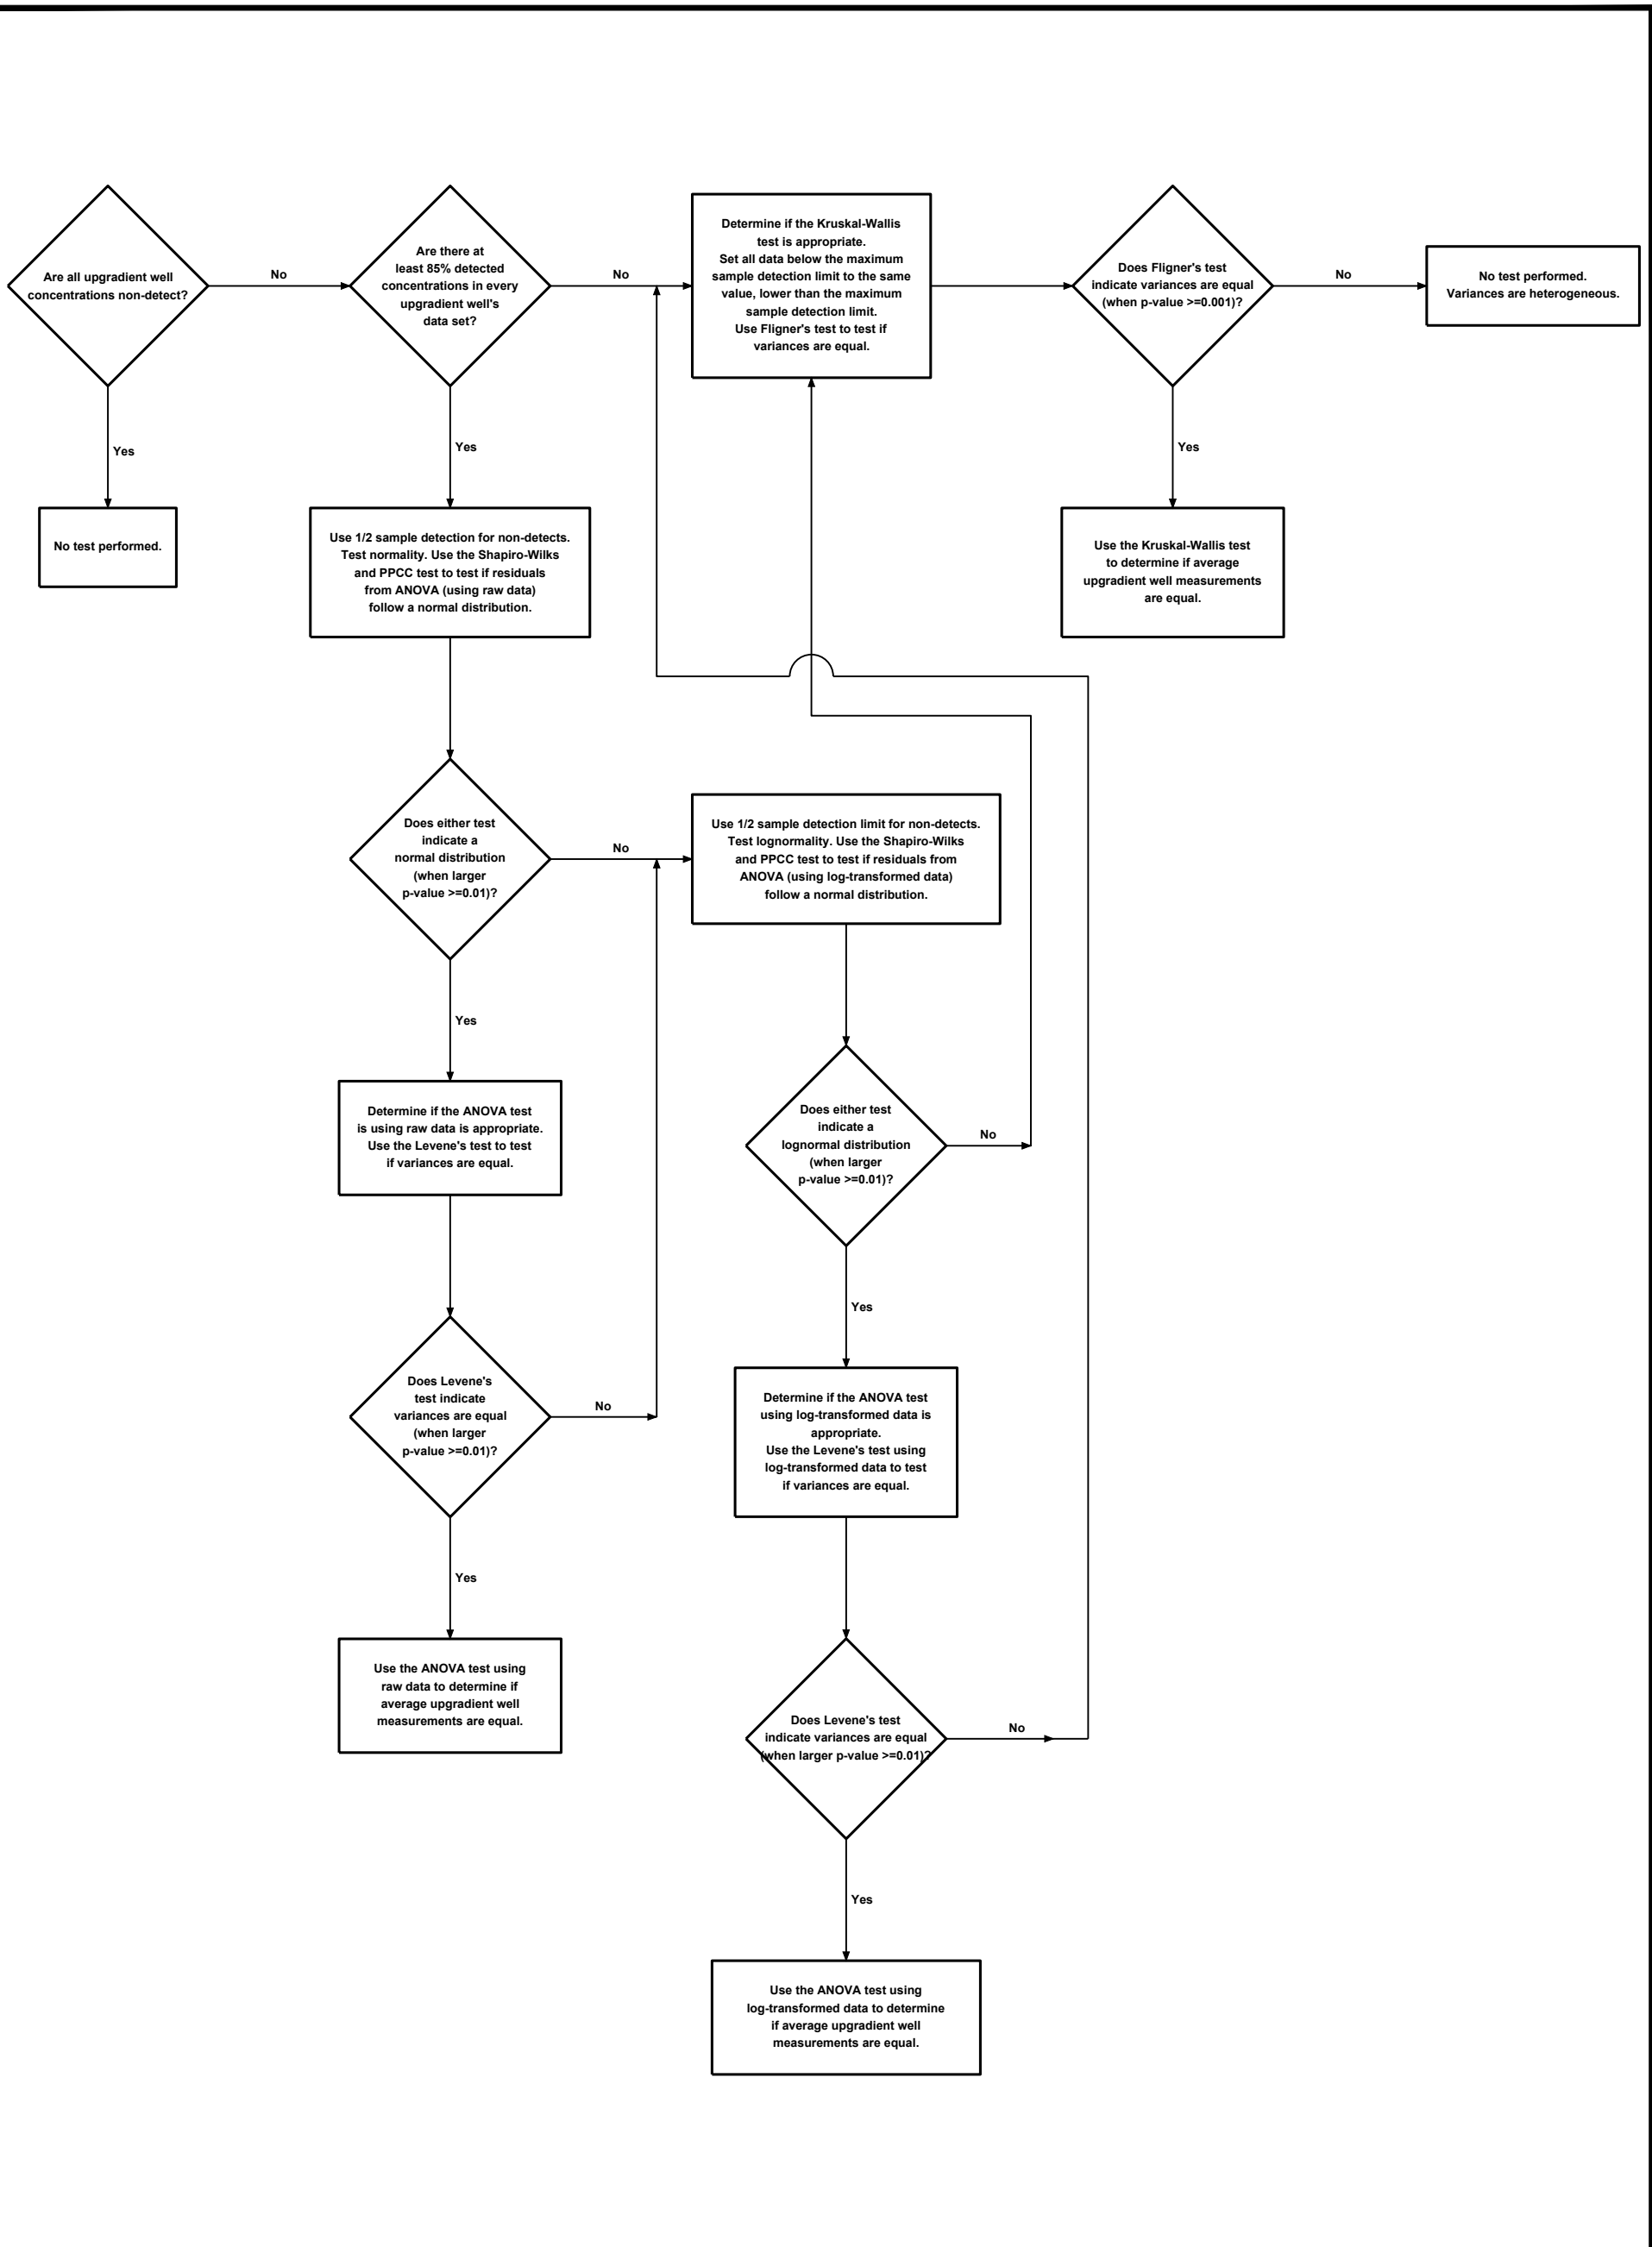 Are all upgradient well
concentrations non-detect?
No
Yes
No test performed.
Are there at
least 85% detected
concentrations in every
upgradient well's
data set?
No
Yes
Determine if the Kruskal-Wallis
test is appropriate.
Set all data below the maximum
sample detection limit to the same
value, lower than the maximum
sample detection limit.
Use Fligner's test to test if
variances are equal.
Does Fligner's test
indicate variances are equal
(when p-value >=0.001)?
No
Yes
No test performed.
Variances are heterogeneous.
Use 1/2 sample detection for non-detects.
Test normality. Use the Shapiro-Wilks
and PPCC test to test if residuals
from ANOVA (using raw data)
follow a normal distribution.
Use the Kruskal-Wallis test
to determine if average
upgradient well measurements
are equal.
Does either test
indicate a
normal distribution
(when larger
p-value >=0.01)?
No
Yes
Use 1/2 sample detection limit for non-detects.
Test lognormality. Use the Shapiro-Wilks
and PPCC test to test if residuals from
ANOVA (using log-transformed data)
follow a normal distribution.
Determine if the ANOVA test
is using raw data is appropriate.
Use the Levene's test to test
if variances are equal.
Does either test
indicate a
lognormal distribution
(when larger
p-value >=0.01)?
No
Yes
Does Levene's
test indicate
variances are equal
(when larger
p-value >=0.01)?
No
Yes
Determine if the ANOVA test
using log-transformed data is
appropriate.
Use the Levene's test using
log-transformed data to test
if variances are equal.
Use the ANOVA test using
raw data to determine if
average upgradient well
measurements are equal.
Does Levene's test
indicate variances are equal
(when larger p-value >=0.01)?
No
Yes
Use the ANOVA test using
log-transformed data to determine
if average upgradient well
measurements are equal.